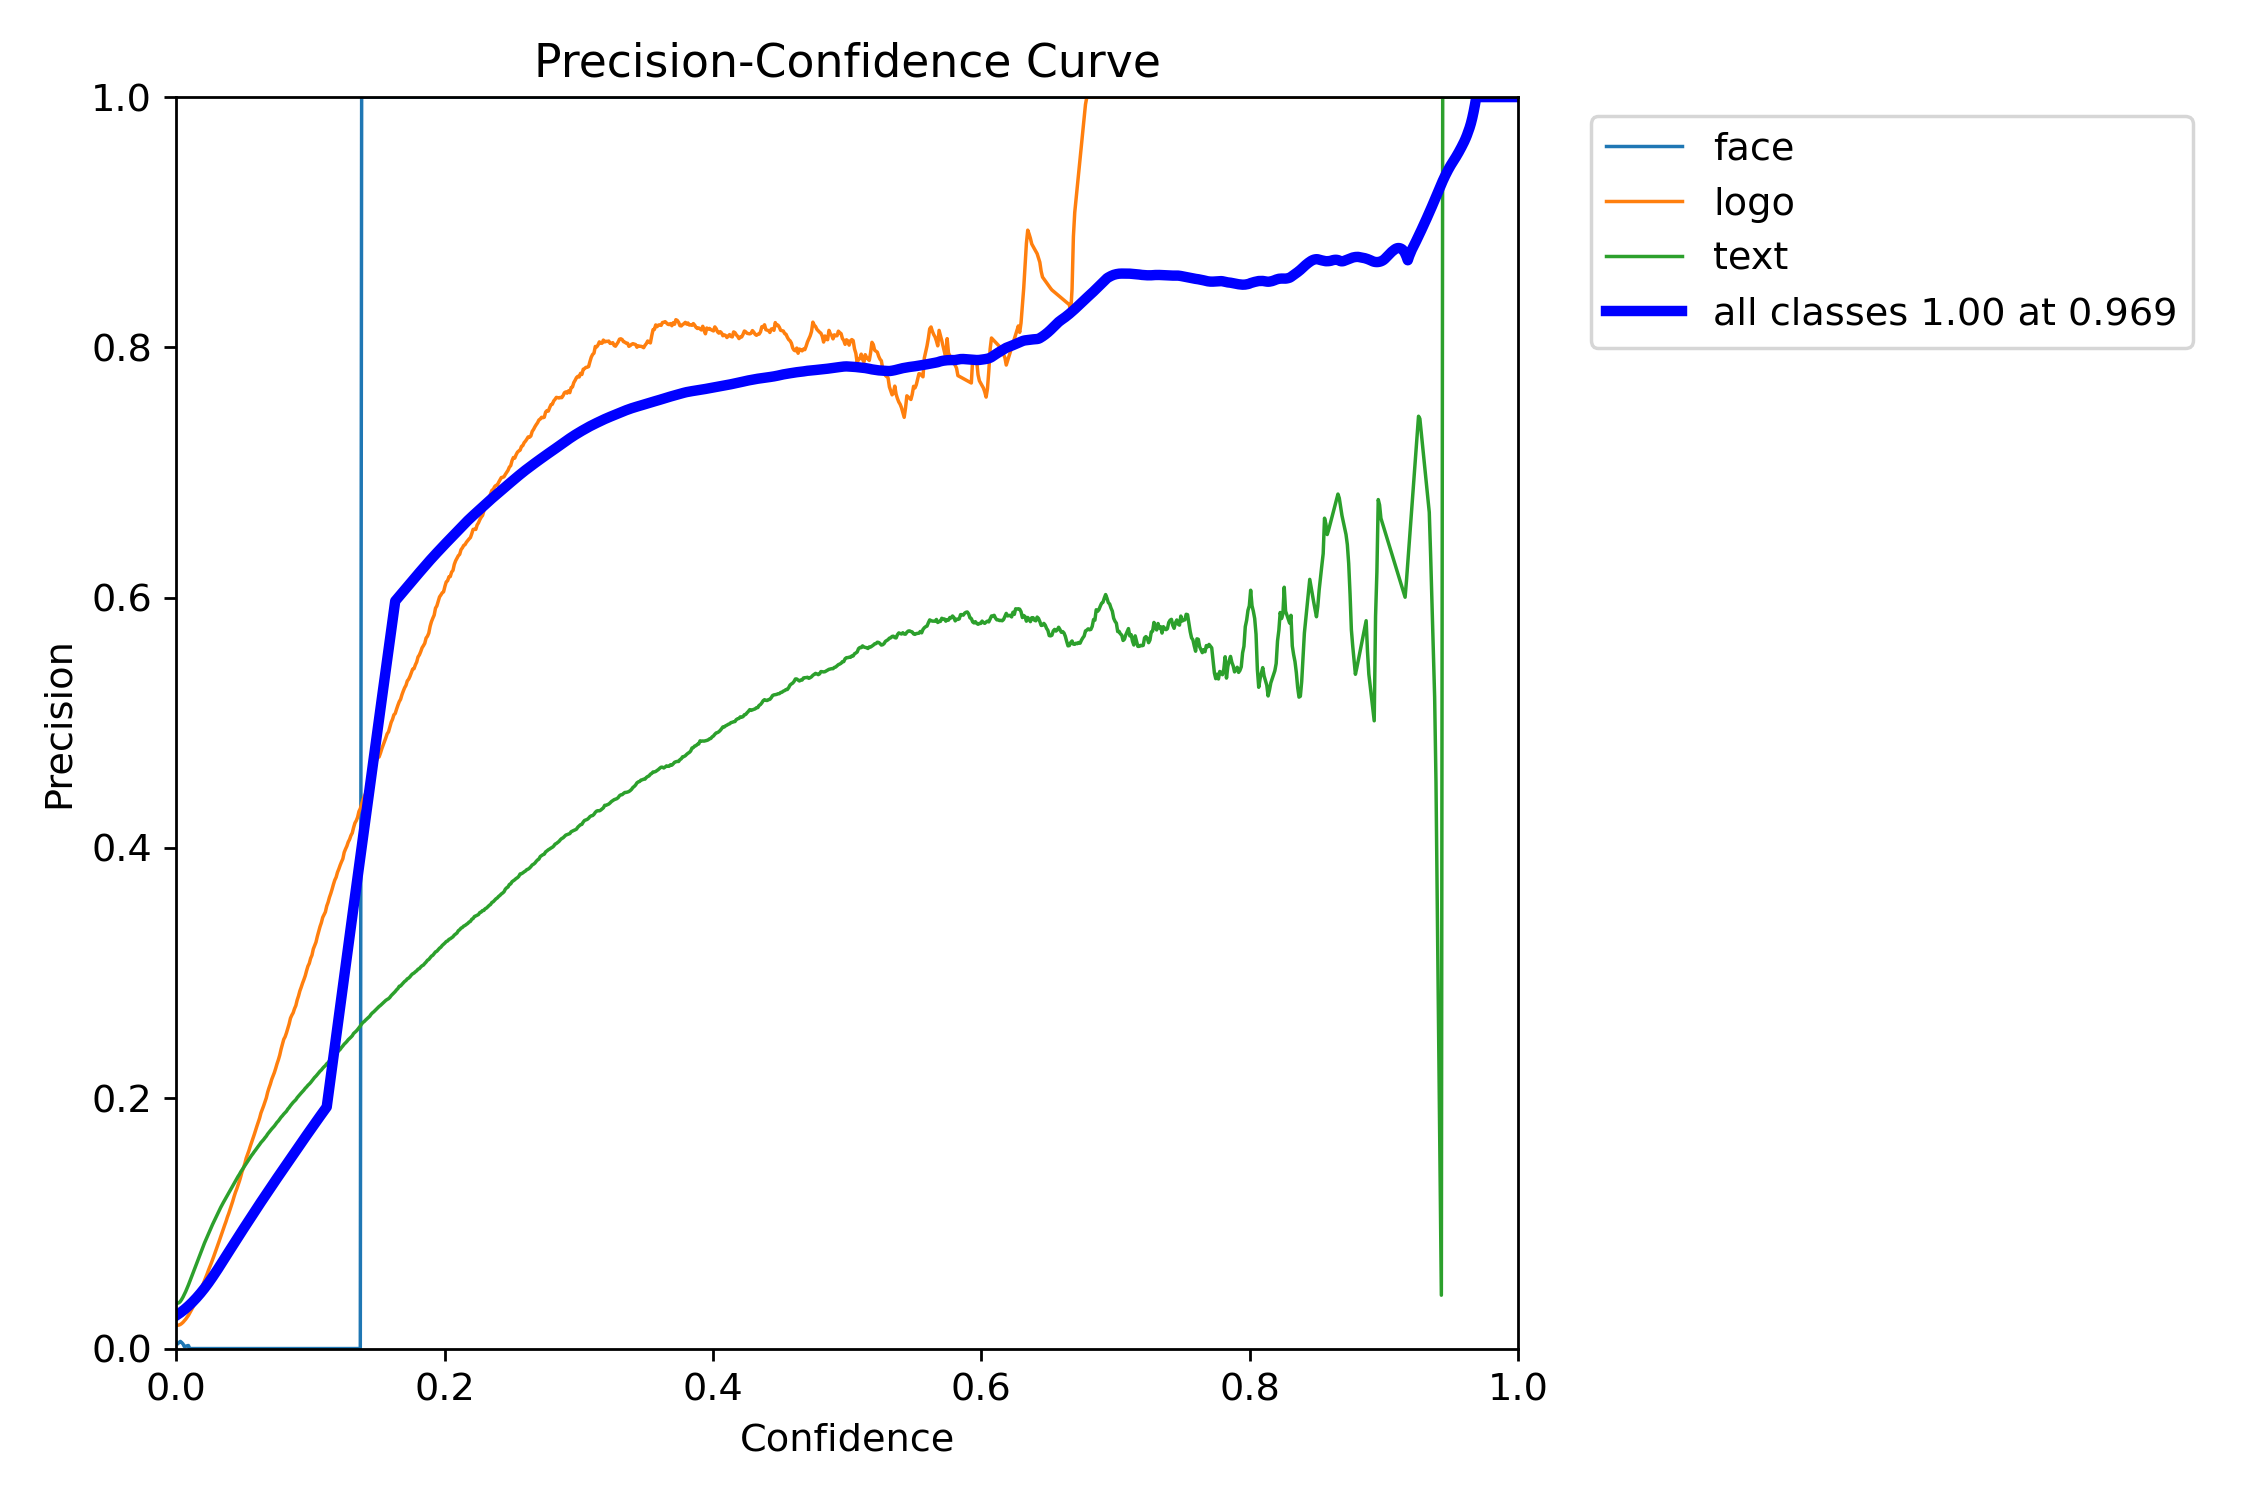 Precision-Confidence Curve
1.0
0.8
0.6
0.4
0.2
0.0
Precision
0.0 0.2 0.4 0.6 0.8 1.0
Confidence
face
logo
text
all classes 1.00 at 0.969